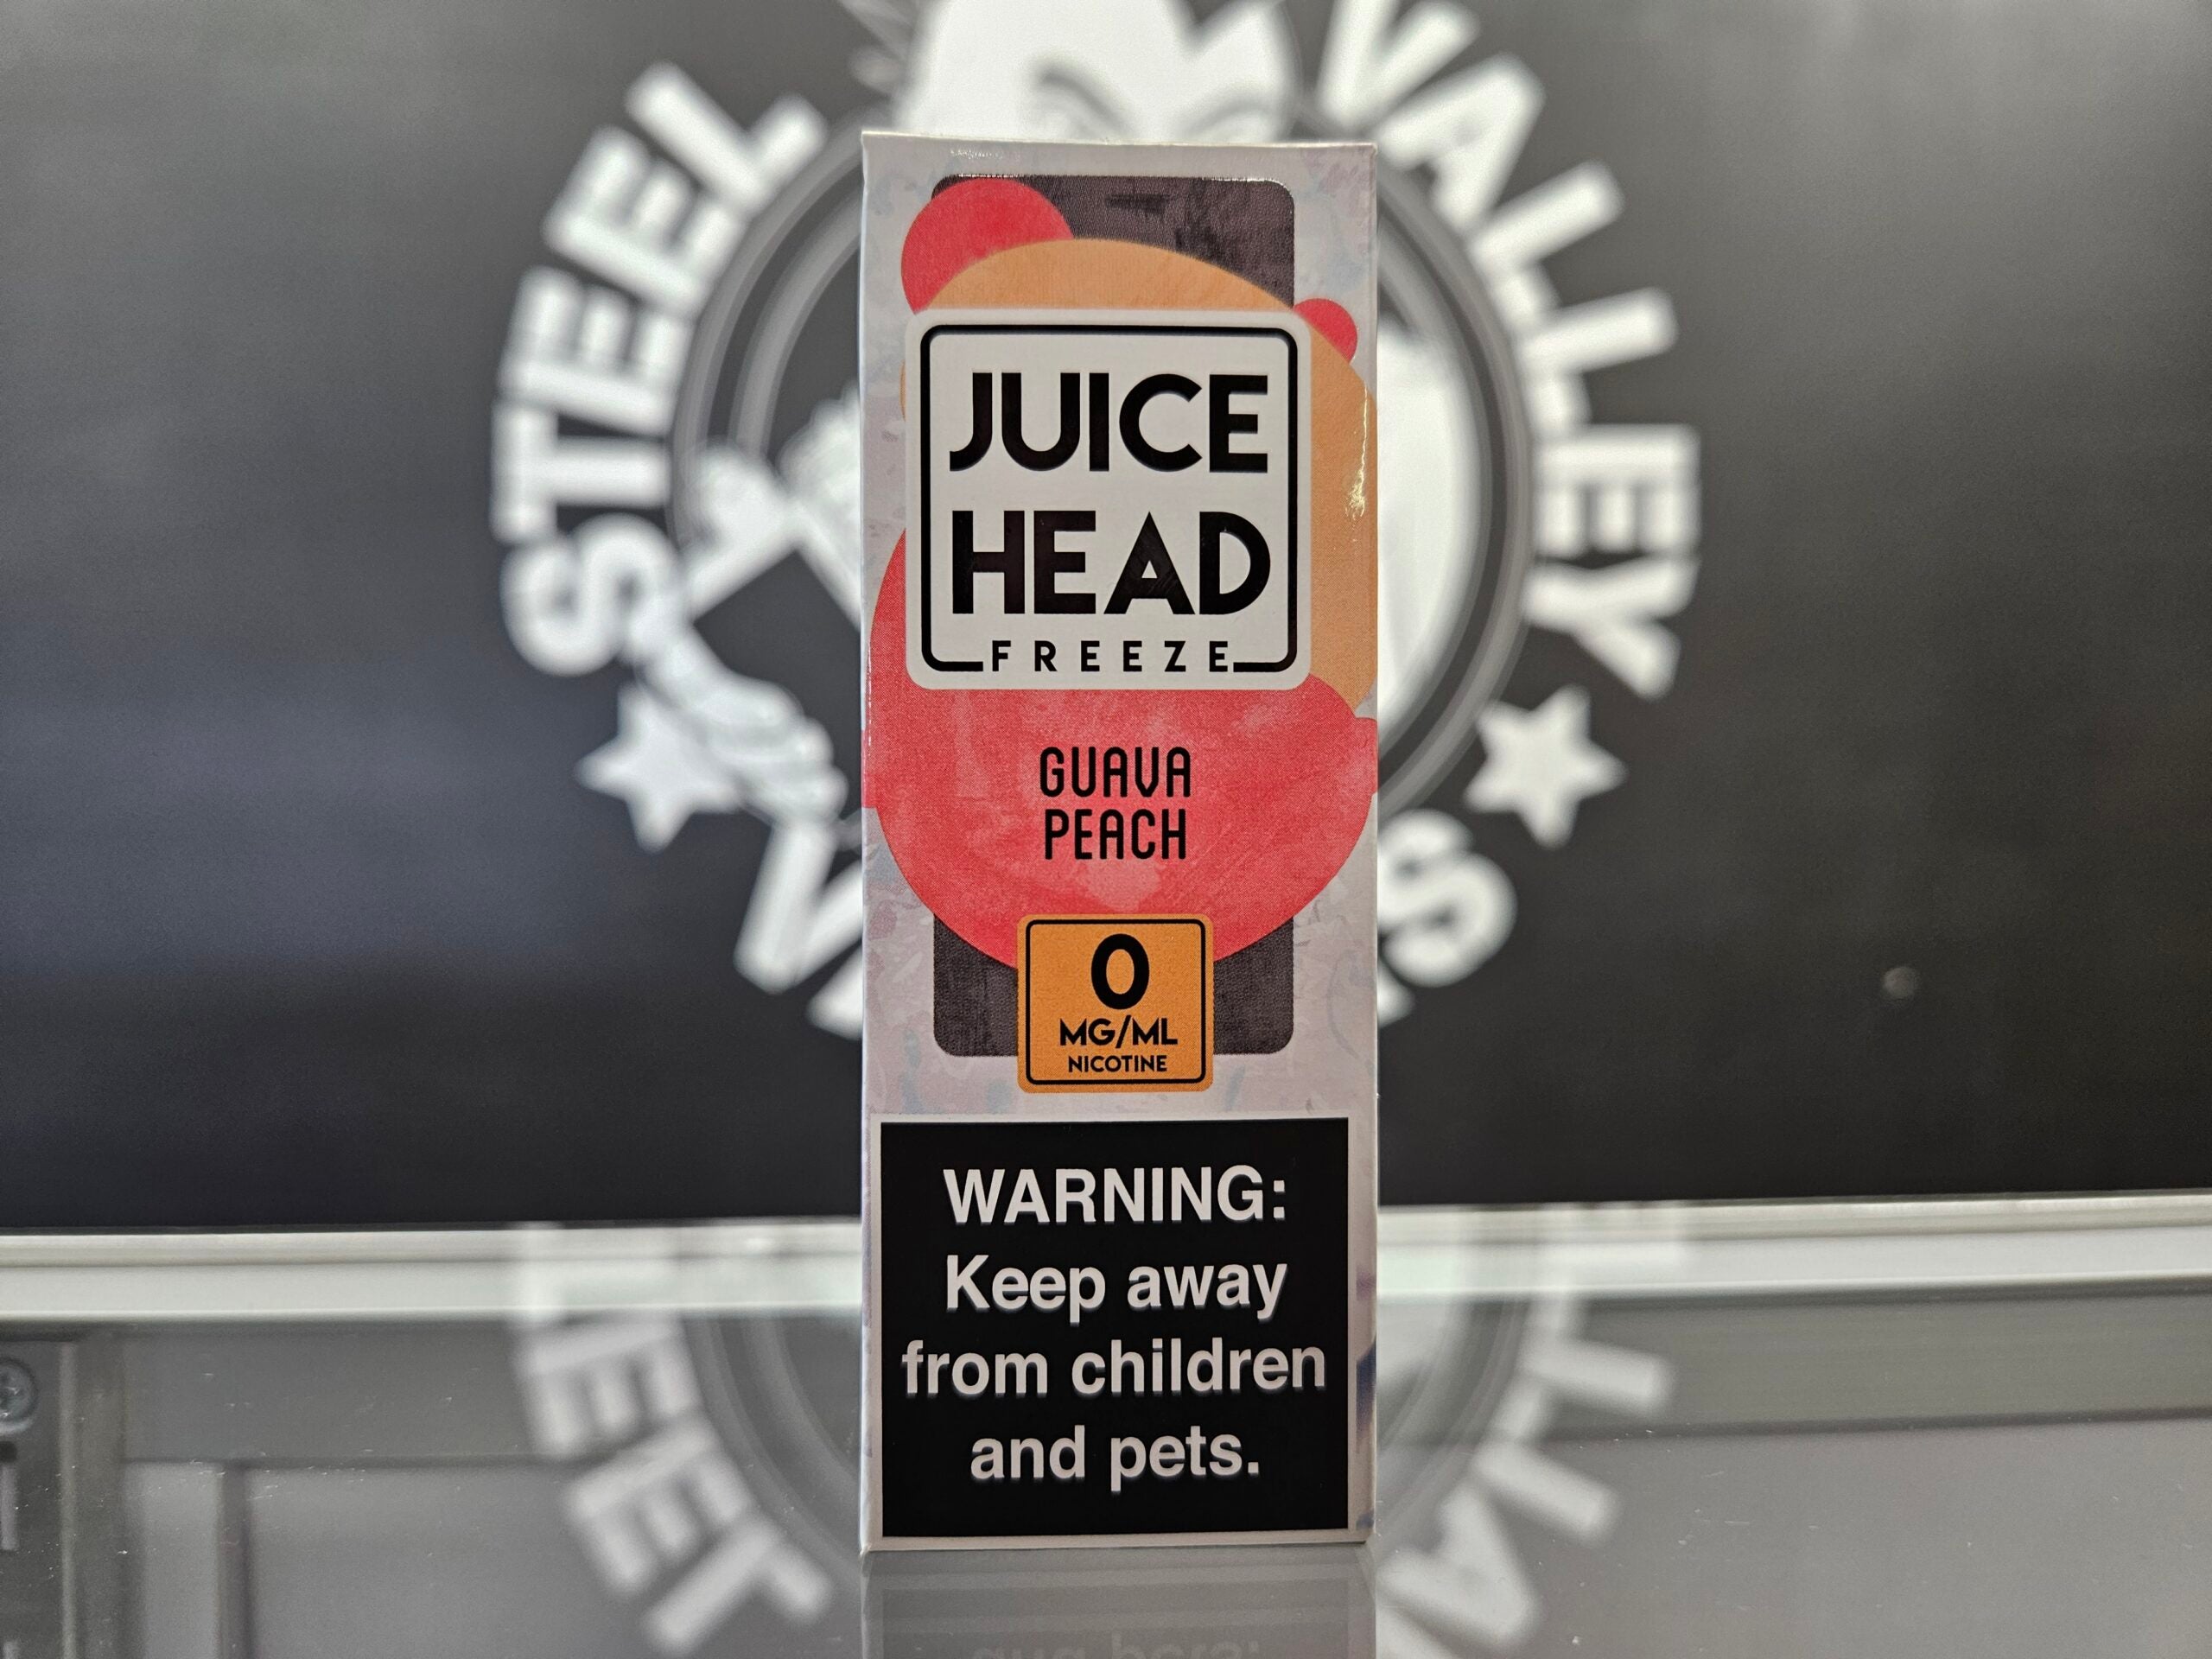 STEEL VALLEY
JUICE
HEAD
FREEZE
GUAVA
PEACH
0
MG/ML
NICOTINE
WARNING:
Keep away
from children
and pets.